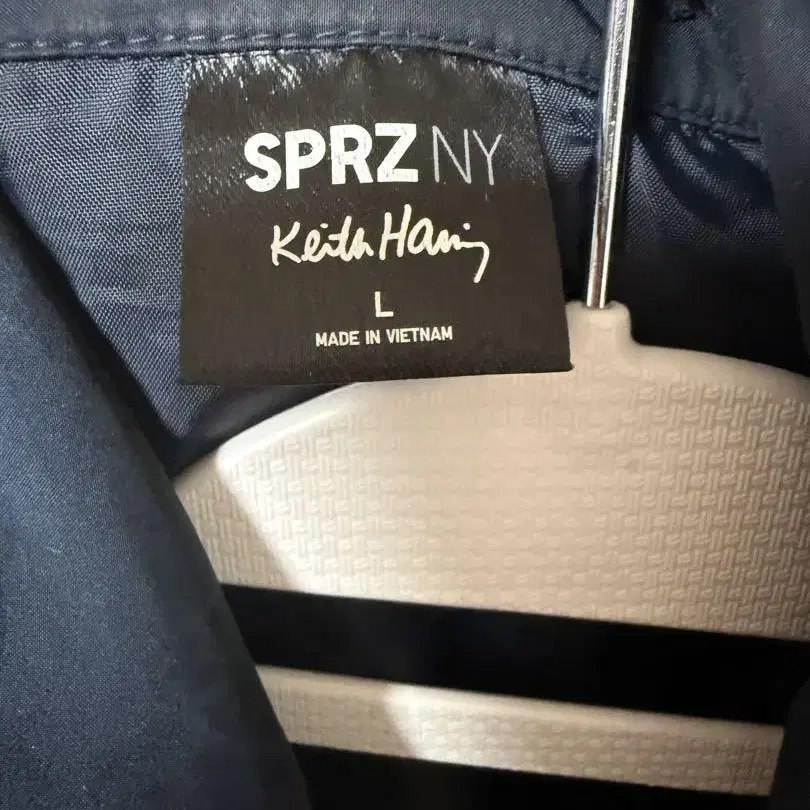 SPRZ NY
Keith Haring
L
MADE IN VIETNAM